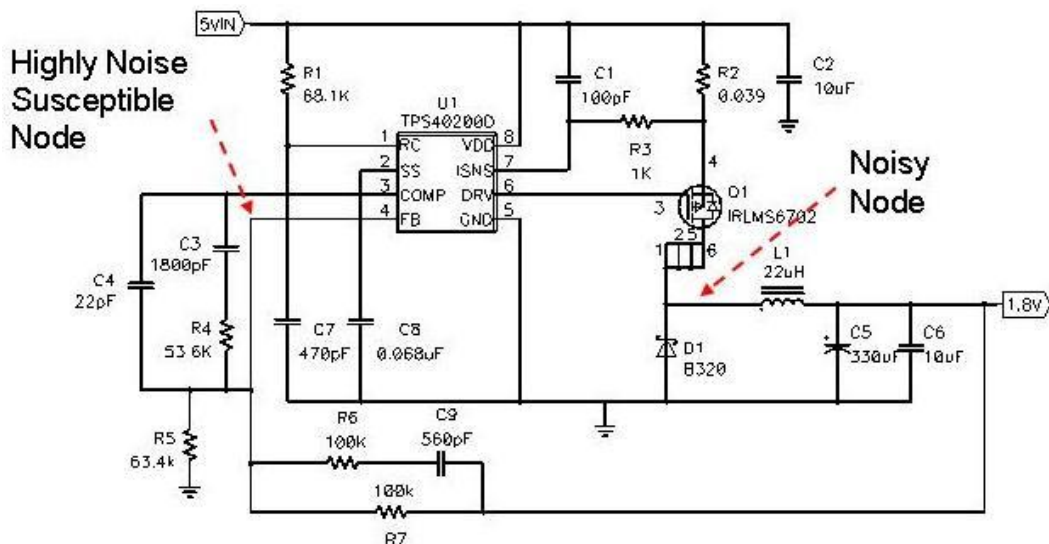 5VIN
Highly Noise
Susceptible
Node
R1
68.1K
C1
100pF
R2
0.039
C2
10uF
U1
TPS40200D
1
RC
VDD
8
2
SS
ISNS
7
3
COMP
DRV
6
4
FB
GND
5
R3
1K
4
3
Q1
IRLMS6702
1
2
5
6
Noisy
Node
L1
22uH
1.8V
C3
1800pF
C4
22pF
R4
53 6K
C7
470pF
C8
0.068uF
D1
B320
C5
330uF
C6
10uF
R5
63.4k
R6
100k
C9
560pF
100k
R7